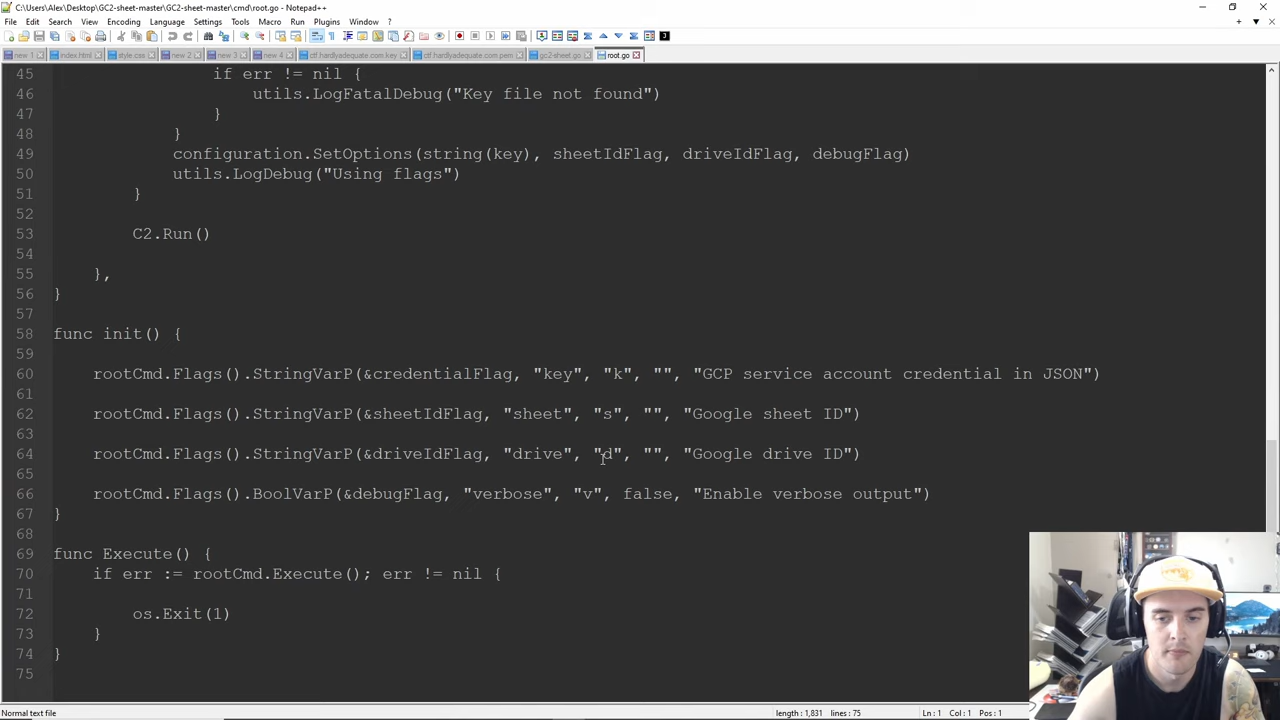 C:\Users\Alex\Desktop\GC2-sheet-master\GC2-sheet-master\cmd\root.go - Notepad++
File Edit Search View Encoding Language Settings Tools Macro Run Plugins Window ?
new 1 index.html style.css new 2 new 3 new 4 ctf.hardlyadequate.com.key ctf.hardlyadequate.com.pem gc2-sheet.go root.go
45 if err != nil {
46 utils.LogFatalDebug("Key file not found")
47 }
48 }
49 configuration.SetOptions(string(key), sheetIdFlag, driveIdFlag, debugFlag)
50 utils.LogDebug("Using flags")
51 }
52
53 C2.Run()
54
55 },
56 }
57
58 func init() {
59
60 rootCmd.Flags().StringVarP(&credentialFlag, "key", "k", "", "GCP service account credential in JSON")
61
62 rootCmd.Flags().StringVarP(&sheetIdFlag, "sheet", "s", "", "Google sheet ID")
63
64 rootCmd.Flags().StringVarP(&driveIdFlag, "drive", "d", "", "Google drive ID")
65
66 rootCmd.Flags().BoolVarP(&debugFlag, "verbose", "v", false, "Enable verbose output")
67 }
68
69 func Execute() {
70 if err := rootCmd.Execute(); err != nil {
71
72 os.Exit(1)
73 }
74 }
75
Normal text file length : 1,831 lines : 75 Ln : 1 Col : 1 Pos : 1